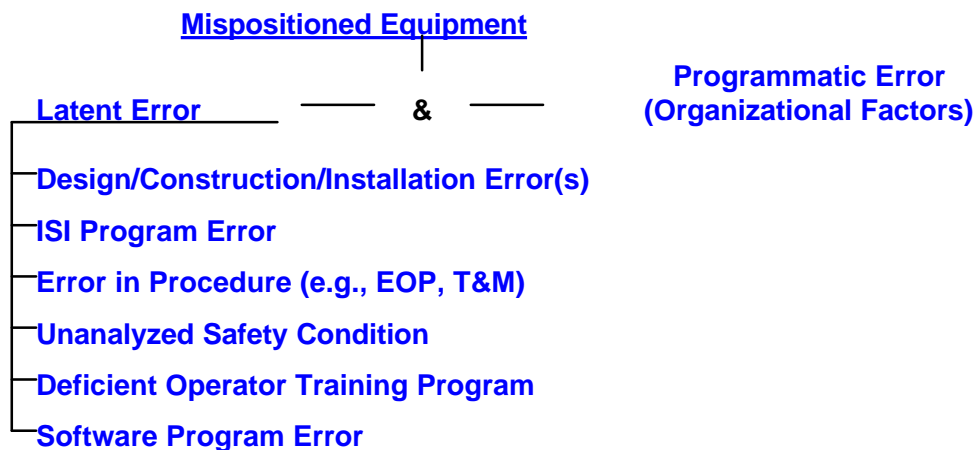 Mispositioned Equipment
Programmatic Error
Latent Error & (Organizational Factors)
Design/Construction/Installation Error(s)
ISI Program Error
Error in Procedure (e.g., EOP, T&M)
Unanalyzed Safety Condition
Deficient Operator Training Program
Software Program Error